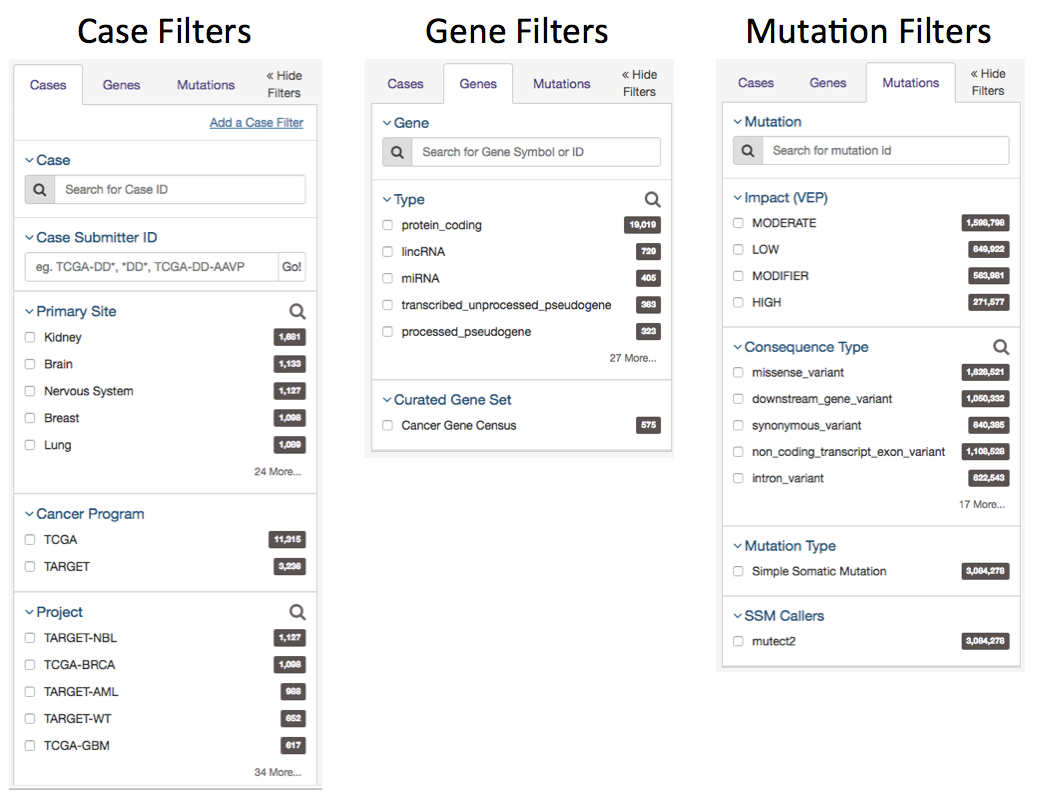 Case Filters
Cases Genes Mutations « Hide Filters
Add a Case Filter
Case
Search for Case ID
Case Submitter ID
eg. TCGA-DD*, *DD*, TCGA-DD-AAVP Go!
Primary Site
Kidney 1,681
Brain 1,133
Nervous System 1,127
Breast 1,098
Lung 1,089
24 More...
Cancer Program
TCGA 11,315
TARGET 3,236
Project
TARGET-NBL 1,127
TCGA-BRCA 1,098
TARGET-AML 988
TARGET-WT 652
TCGA-GBM 617
34 More...
Gene Filters
Cases Genes Mutations « Hide Filters
Gene
Search for Gene Symbol or ID
Type
protein_coding 19,019
lincRNA 729
miRNA 405
transcribed_unprocessed_pseudogene 363
processed_pseudogene 323
27 More...
Curated Gene Set
Cancer Gene Census 575
Mutation Filters
Cases Genes Mutations « Hide Filters
Mutation
Search for mutation id
Impact (VEP)
MODERATE 1,598,798
LOW 649,922
MODIFIER 563,981
HIGH 271,577
Consequence Type
missense_variant 1,628,521
downstream_gene_variant 1,050,332
synonymous_variant 640,385
non_coding_transcript_exon_variant 1,108,528
intron_variant 622,543
17 More...
Mutation Type
Simple Somatic Mutation 3,084,278
SSM Callers
mutect2 3,084,278